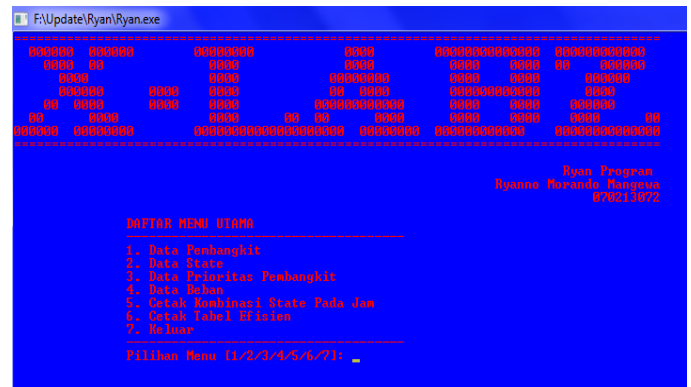 F:\Update\Ryan\Ryan.exe
X-LABZ
Ryan Program
Ryanno Morando Mangewa
070213072
DAFTAR MENU UTAMA
1. Data Pembangkit
2. Data State
3. Data Prioritas Pembangkit
4. Data Beban
5. Cetak Kombinasi State Pada Jam
6. Cetak Tabel Efisien
7. Keluar
Pilihan Menu [1/2/3/4/5/6/7]: _